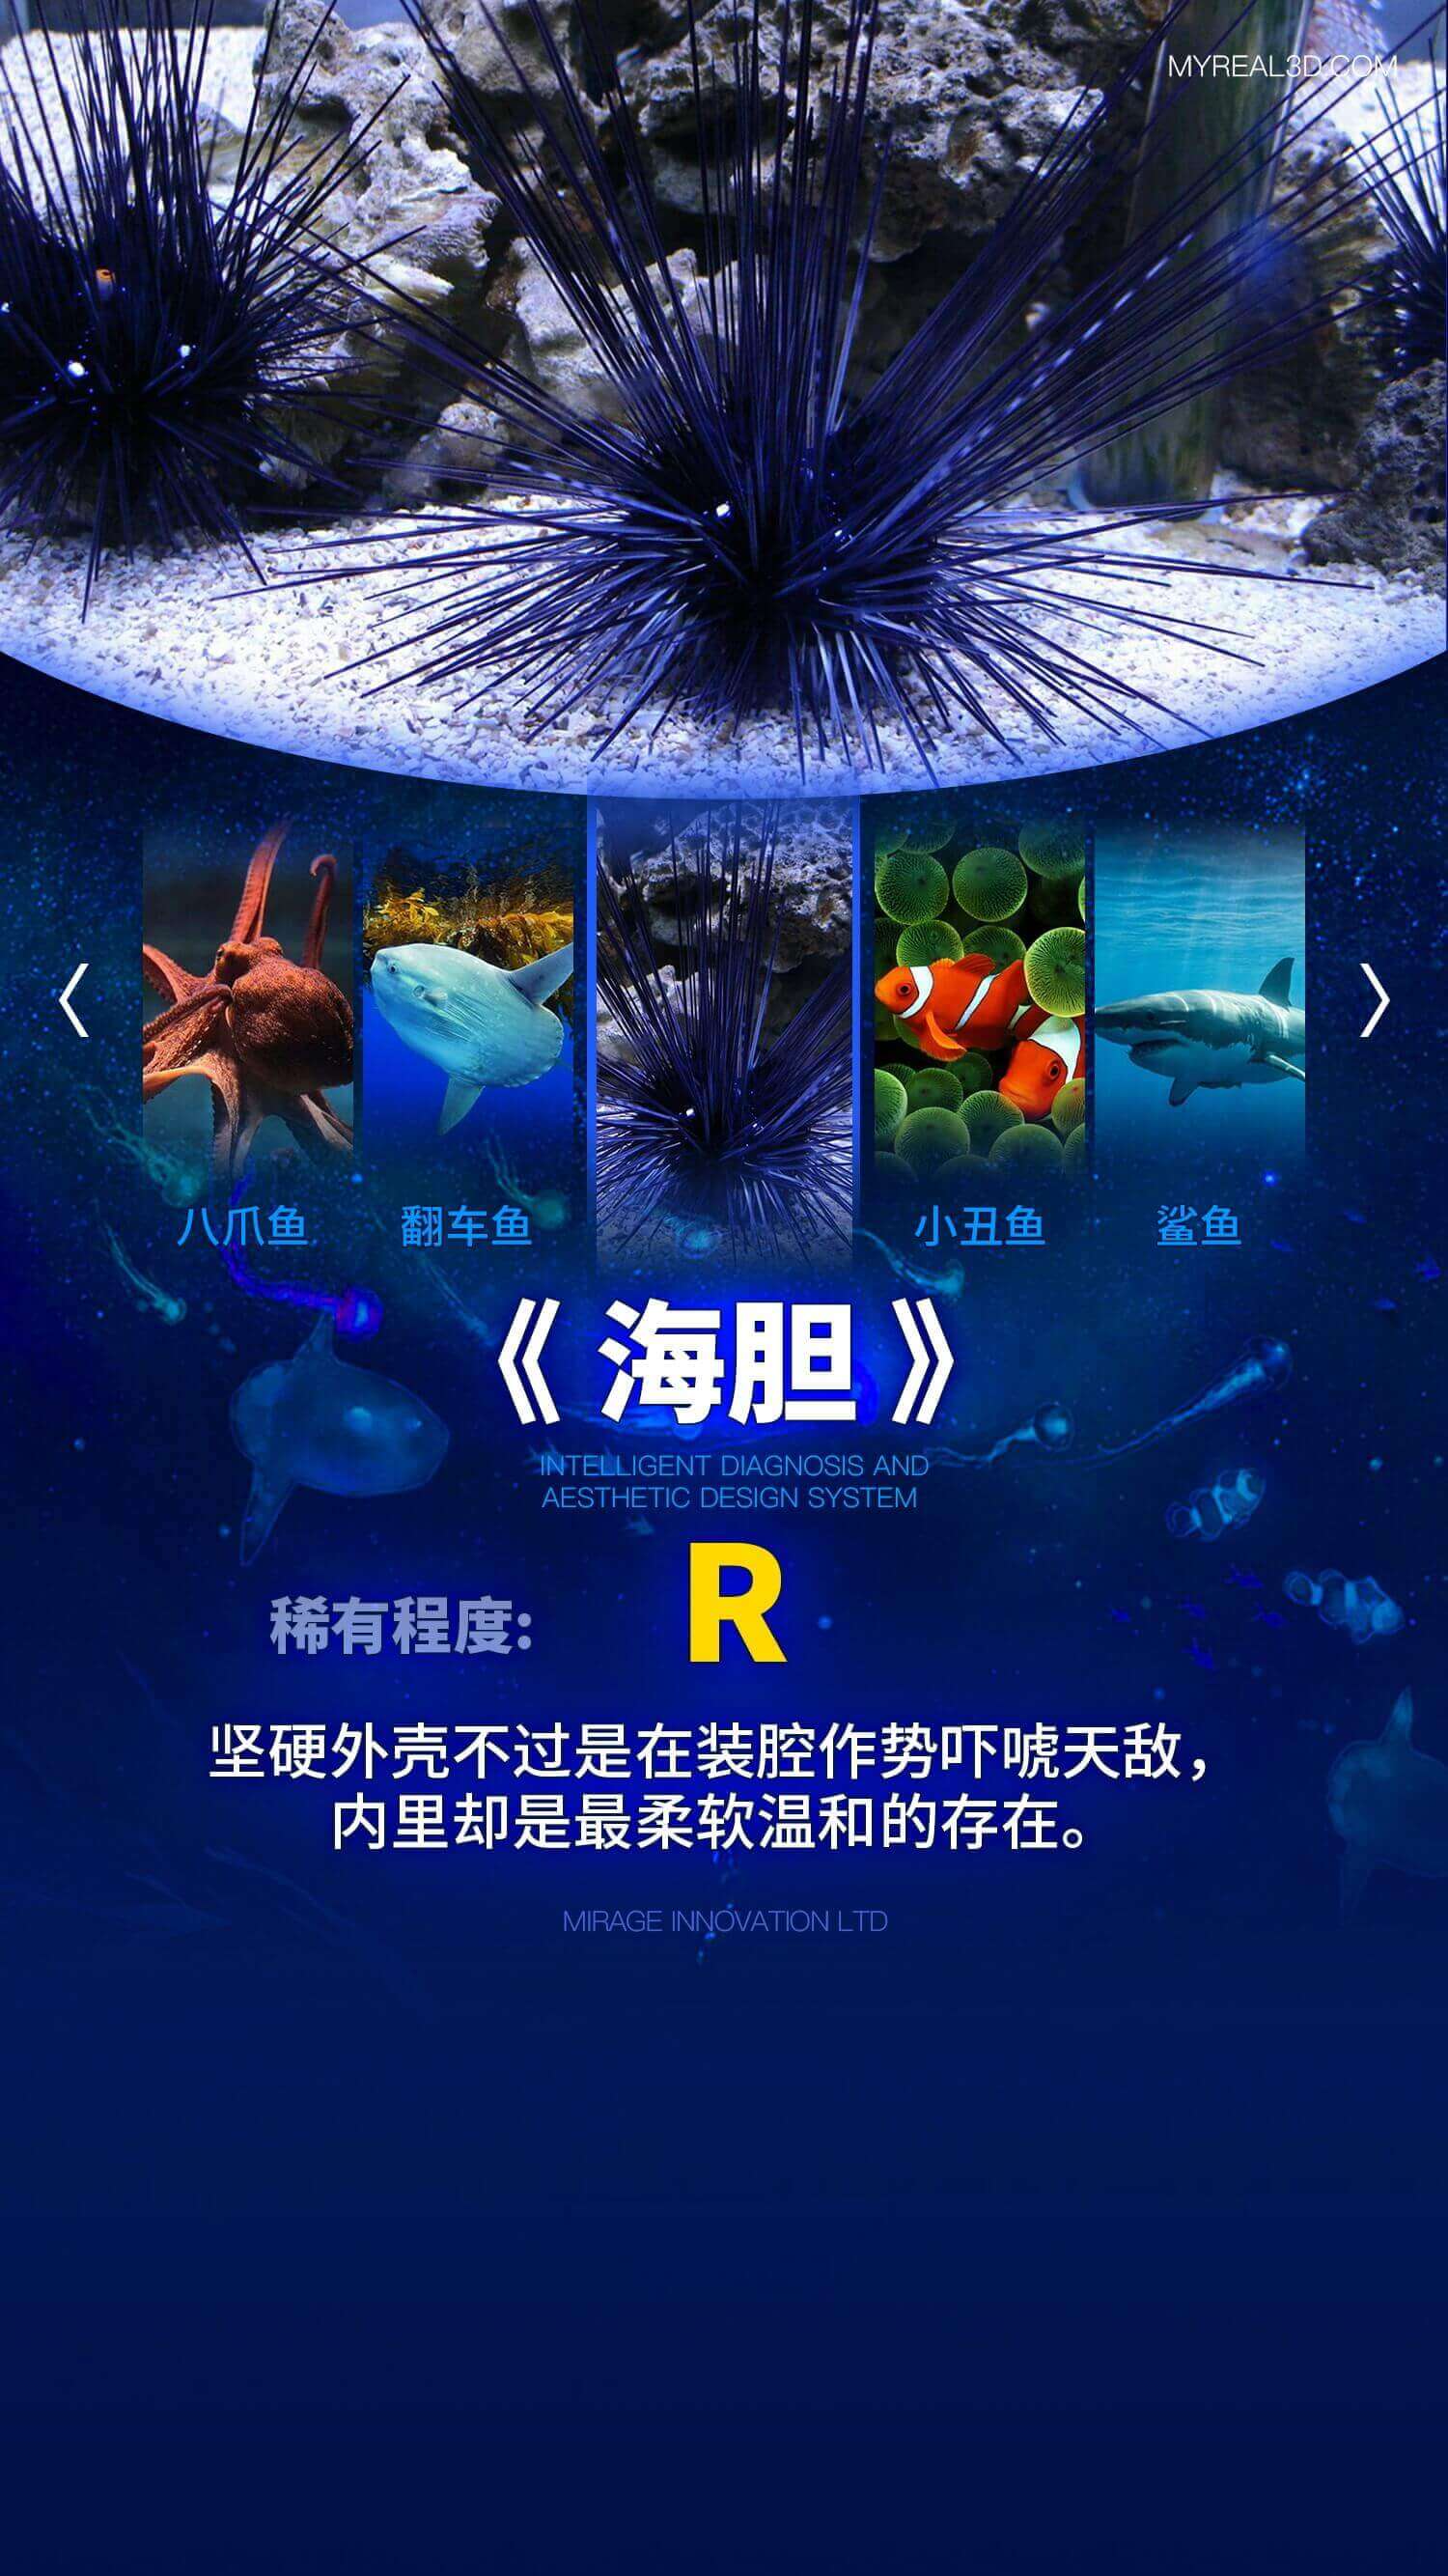 MYREAL3D.COM
八爪鱼
翻车鱼
小丑鱼
鲨鱼
《海胆》
INTELLIGENT DIAGNOSIS AND
AESTHETIC DESIGN SYSTEM
稀有程度:
R
坚硬外壳不过是在装腔作势吓唬天敌，
内里却是最柔软温和的存在。
MIRAGE INNOVATION LTD